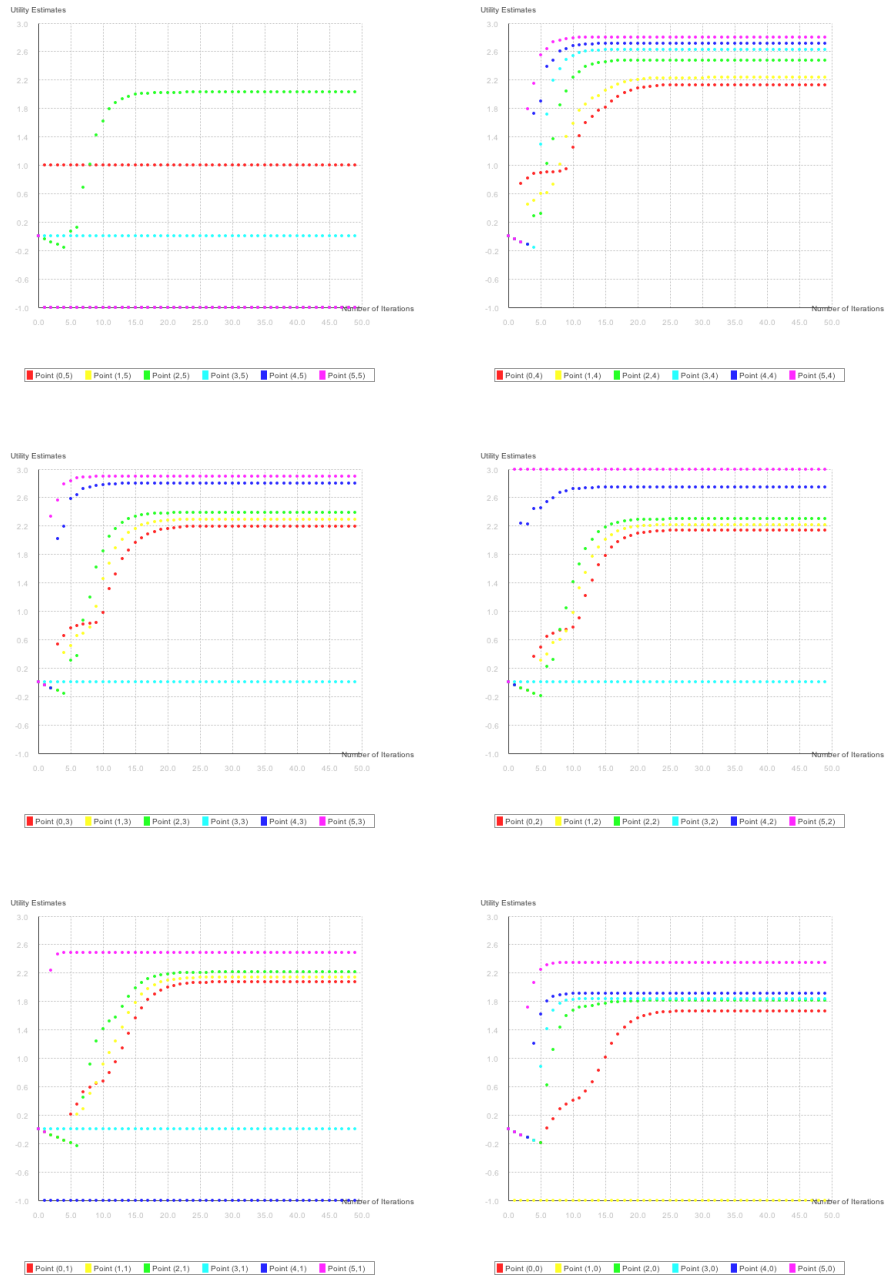 Utility Estimates Utility Estimates
3.0 3.0
2.6 2.6
2.2 2.2
1.8 1.8
1.4 1.4
1.0 1.0
0.6 0.6
0.2 0.2
-0.2 -0.2
-0.6 -0.6
-1.0 Number of Iterations -1.0 Number of Iterations
0.0 5.0 10.0 15.0 20.0 25.0 30.0 35.0 40.0 45.0 50.0 0.0 5.0 10.0 15.0 20.0 25.0 30.0 35.0 40.0 45.0 50.0
Point (0,5) Point (1,5) Point (2,5) Point (3,5) Point (4,5) Point (5,5) Point (0,4) Point (1,4) Point (2,4) Point (3,4) Point (4,4) Point (5,4)
Utility Estimates Utility Estimates
3.0 3.0
2.6 2.6
2.2 2.2
1.8 1.8
1.4 1.4
1.0 1.0
0.6 0.6
0.2 0.2
-0.2 -0.2
-0.6 -0.6
-1.0 Number of Iterations -1.0 Number of Iterations
0.0 5.0 10.0 15.0 20.0 25.0 30.0 35.0 40.0 45.0 50.0 0.0 5.0 10.0 15.0 20.0 25.0 30.0 35.0 40.0 45.0 50.0
Point (0,3) Point (1,3) Point (2,3) Point (3,3) Point (4,3) Point (5,3) Point (0,2) Point (1,2) Point (2,2) Point (3,2) Point (4,2) Point (5,2)
Utility Estimates Utility Estimates
3.0 3.0
2.6 2.6
2.2 2.2
1.8 1.8
1.4 1.4
1.0 1.0
0.6 0.6
0.2 0.2
-0.2 -0.2
-0.6 -0.6
-1.0 Number of Iterations -1.0 Number of Iterations
0.0 5.0 10.0 15.0 20.0 25.0 30.0 35.0 40.0 45.0 50.0 0.0 5.0 10.0 15.0 20.0 25.0 30.0 35.0 40.0 45.0 50.0
Point (0,1) Point (1,1) Point (2,1) Point (3,1) Point (4,1) Point (5,1) Point (0,0) Point (1,0) Point (2,0) Point (3,0) Point (4,0) Point (5,0)